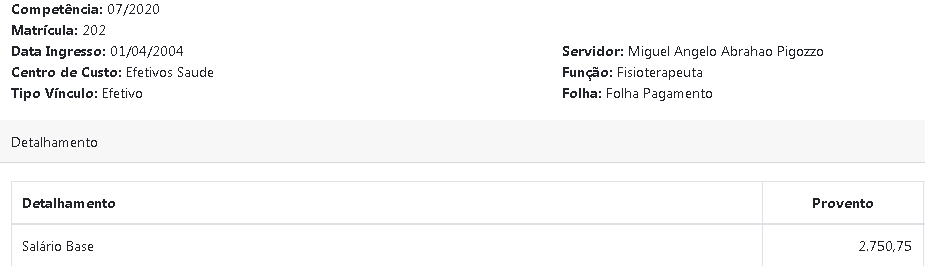 Competência: 07/2020
Matrícula: 202
Data Ingresso: 01/04/2004
Servidor: Miguel Angelo Abrahao Pigozzo
Centro de Custo: Efetivos Saude
Função: Fisioterapeuta
Tipo Vínculo: Efetivo
Folha: Folha Pagamento
Detalhamento
Detalhamento Provento
Salário Base 2.750,75